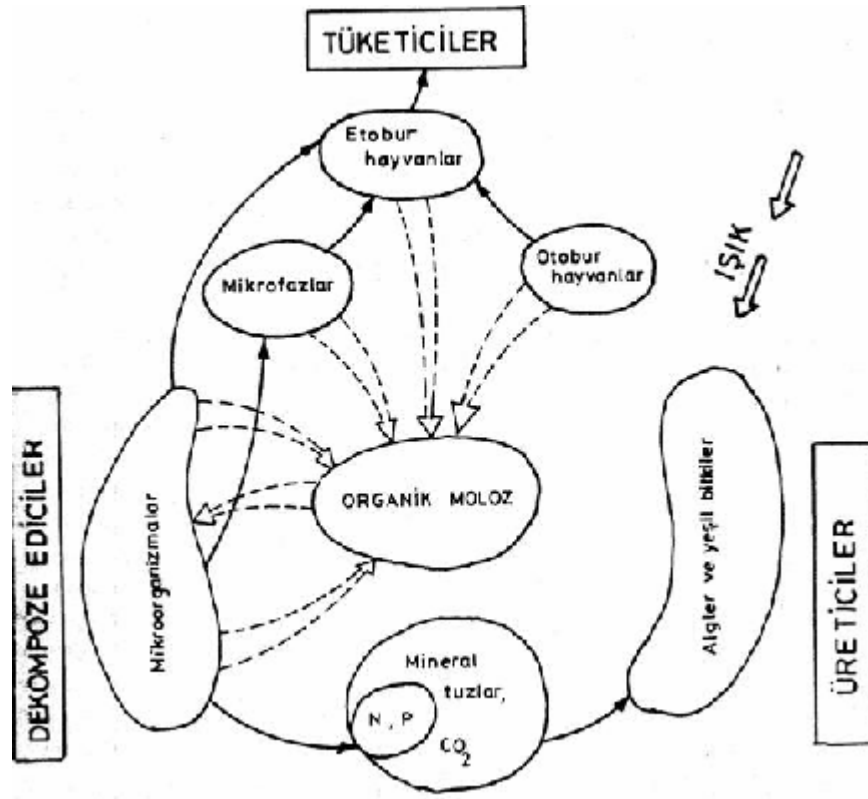 TÜKETİCİLER
Etobur
hayvanlar
Mikrofazlar
Otobur
hayvanlar
IŞIK
DEKOMPOZE EDİCİLER
Mikroorganizmalar
ORGANİK MOLOZ
Algler ve yeşil bitkiler
ÜRETİCİLER
Mineral
tuzlar,
N, P
CO2